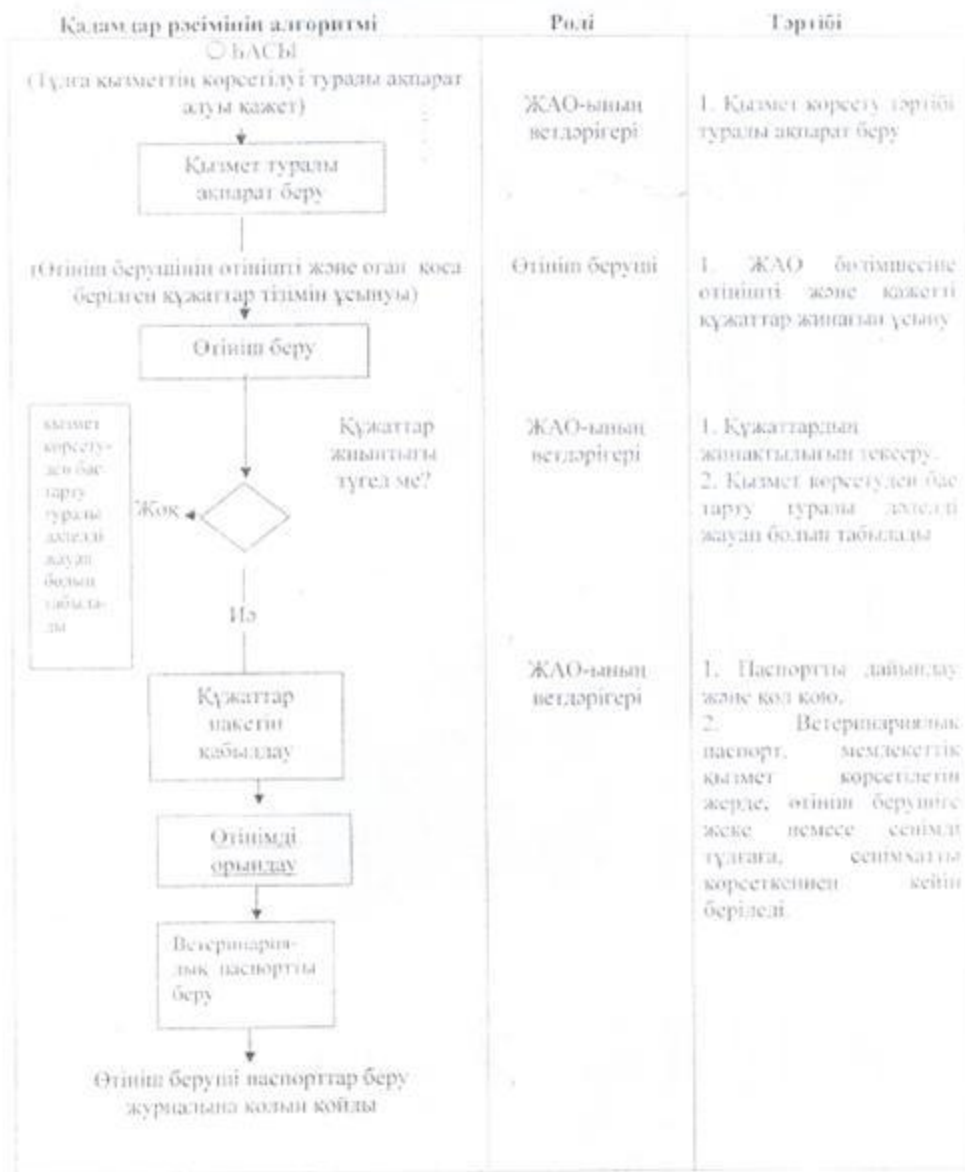 Қадамдар рәсімінің алгоритмі
Ролі
Тәртібі
БАСЫ
(Тұлға қызметтің көрсетілуі туралы ақпарат
алуы қажет)
ЖАО-ының
ветдәрігері
1. Қызмет көрсету тәртібі
туралы ақпарат беру
Қызмет туралы
ақпарат беру
(Өтініш берушінің өтінішті және оған қоса
берілген құжаттар тізімін ұсынуы)
Өтініш беруші
1. ЖАО бөлімшесіне
өтінішті және қажетті
құжаттар жинағын ұсыну
Өтініш беру
қызмет
көрсету-
ден бас
тарту
туралы
дәлелді
жауап
болып
табыла-
ды
Жоқ
Құжаттар
жиынтығы
түгел ме?
ЖАО-ының
ветдәрігері
1. Құжаттардың
жинақтылығын тексеру.
2. Қызмет көрсетуден бас
тарту туралы дәлелді
жауап болып табылады
Иә
Құжаттар
пакетін
қабылдау
ЖАО-ының
ветдәрігері
1. Паспортты дайындау
және қол қою.
2. Ветеринариялық
паспорт, мемлекеттік
қызмет көрсетілетін
жерде, өтініш берушіге
жеке немесе сенімді
тұлғаға, сенімхатты
көрсеткеннен кейін
беріледі.
Өтінімді
орындау
Ветеринария-
лық паспортты
беру
Өтініш беруші паспорттар беру
журналына қолын қойды